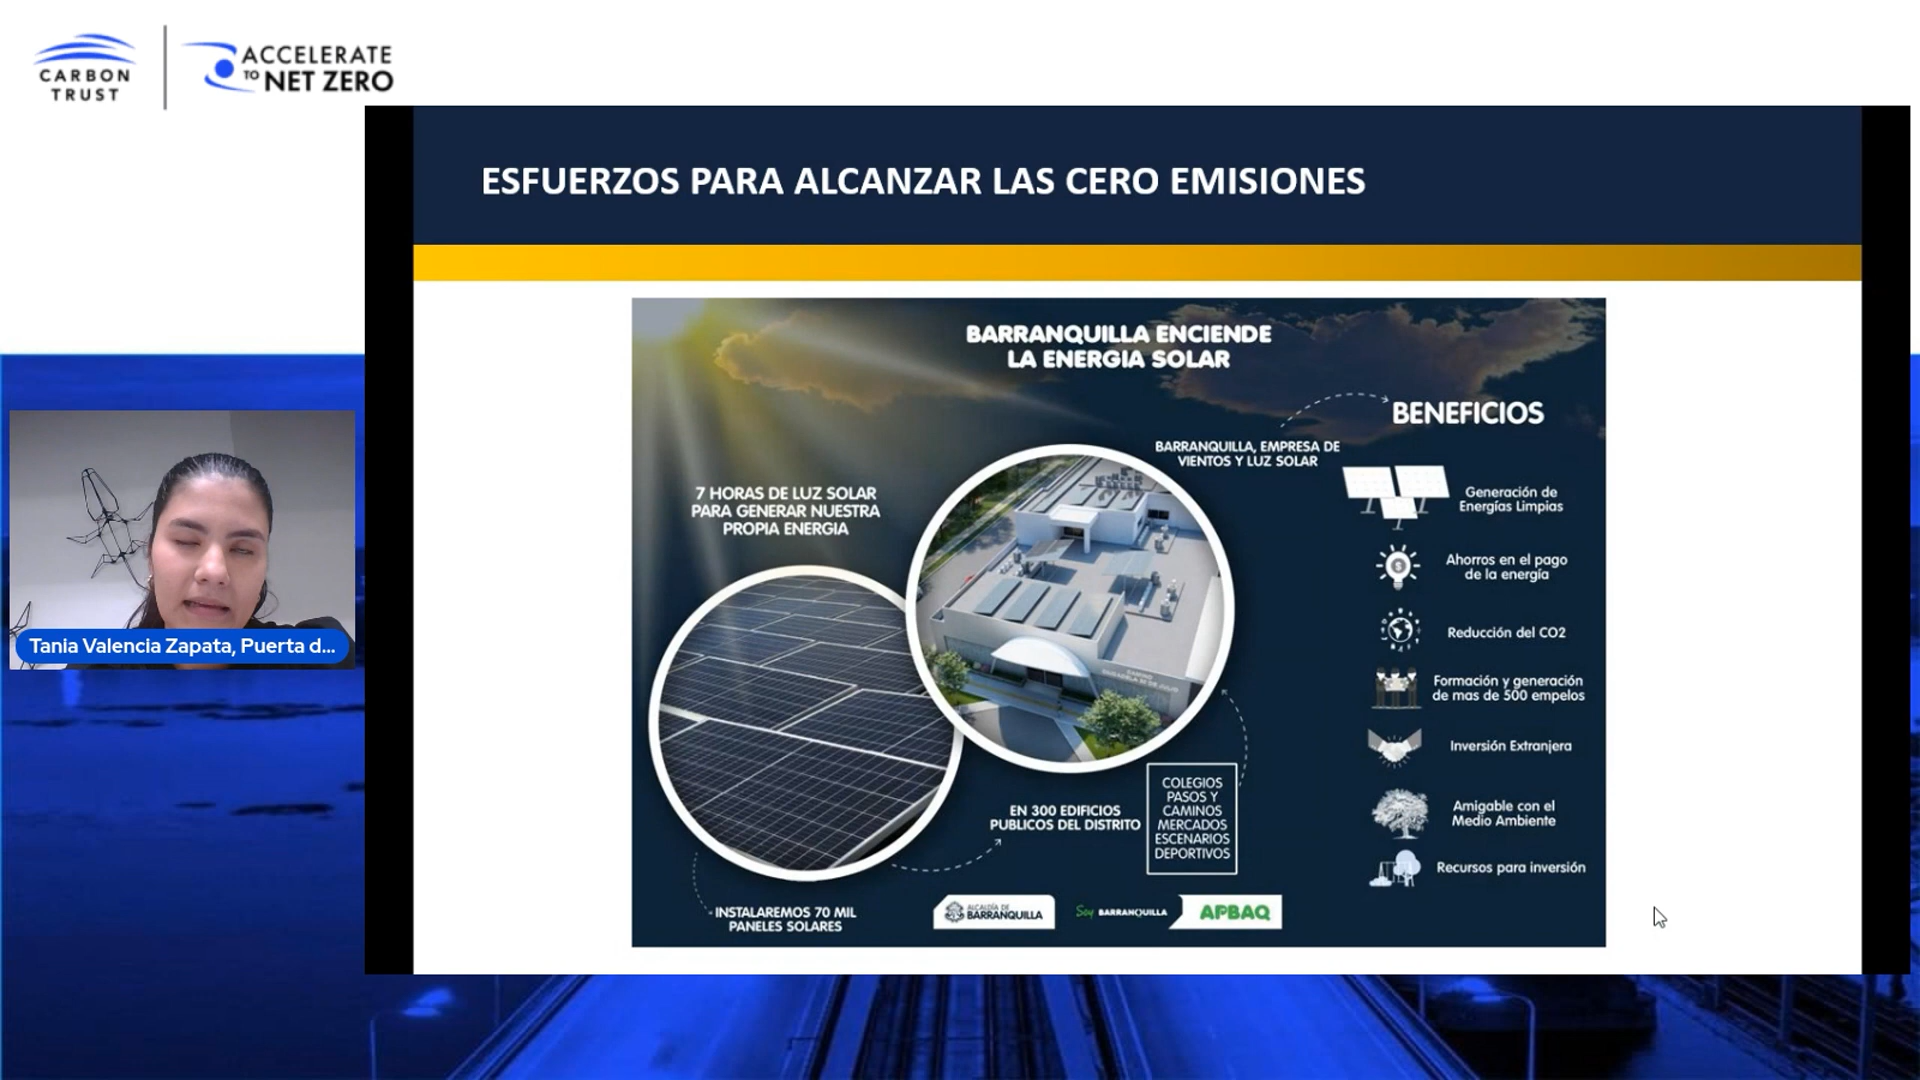 CARBON
TRUST
ACCELERATE
TO NET ZERO
ESFUERZOS PARA ALCANZAR LAS CERO EMISIONES
BARRANQUILLA ENCIENDE
LA ENERGIA SOLAR
BENEFICIOS
BARRANQUILLA, EMPRESA DE
VIENTOS Y LUZ SOLAR
7 HORAS DE LUZ SOLAR
PARA GENERAR NUESTRA
PROPIA ENERGIA
Generación de
Energías Limpias
Ahorros en el pago
de la energía
Reducción del CO2
Formación y generación
de mas de 500 empelos
Inversión Extranjera
Amigable con el
Medio Ambiente
Recursos para inversión
COLEGIOS
PASOS Y
CAMINOS
MERCADOS
ESCENARIOS
DEPORTIVOS
EN 300 EDIFICIOS
PUBLICOS DEL DISTRITO
INSTALAREMOS 70 MIL
PANELES SOLARES
ALCALDÍA DE
BARRANQUILLA
Soy BARRANQUILLA
APBAQ
Tania Valencia Zapata, Puerta d...